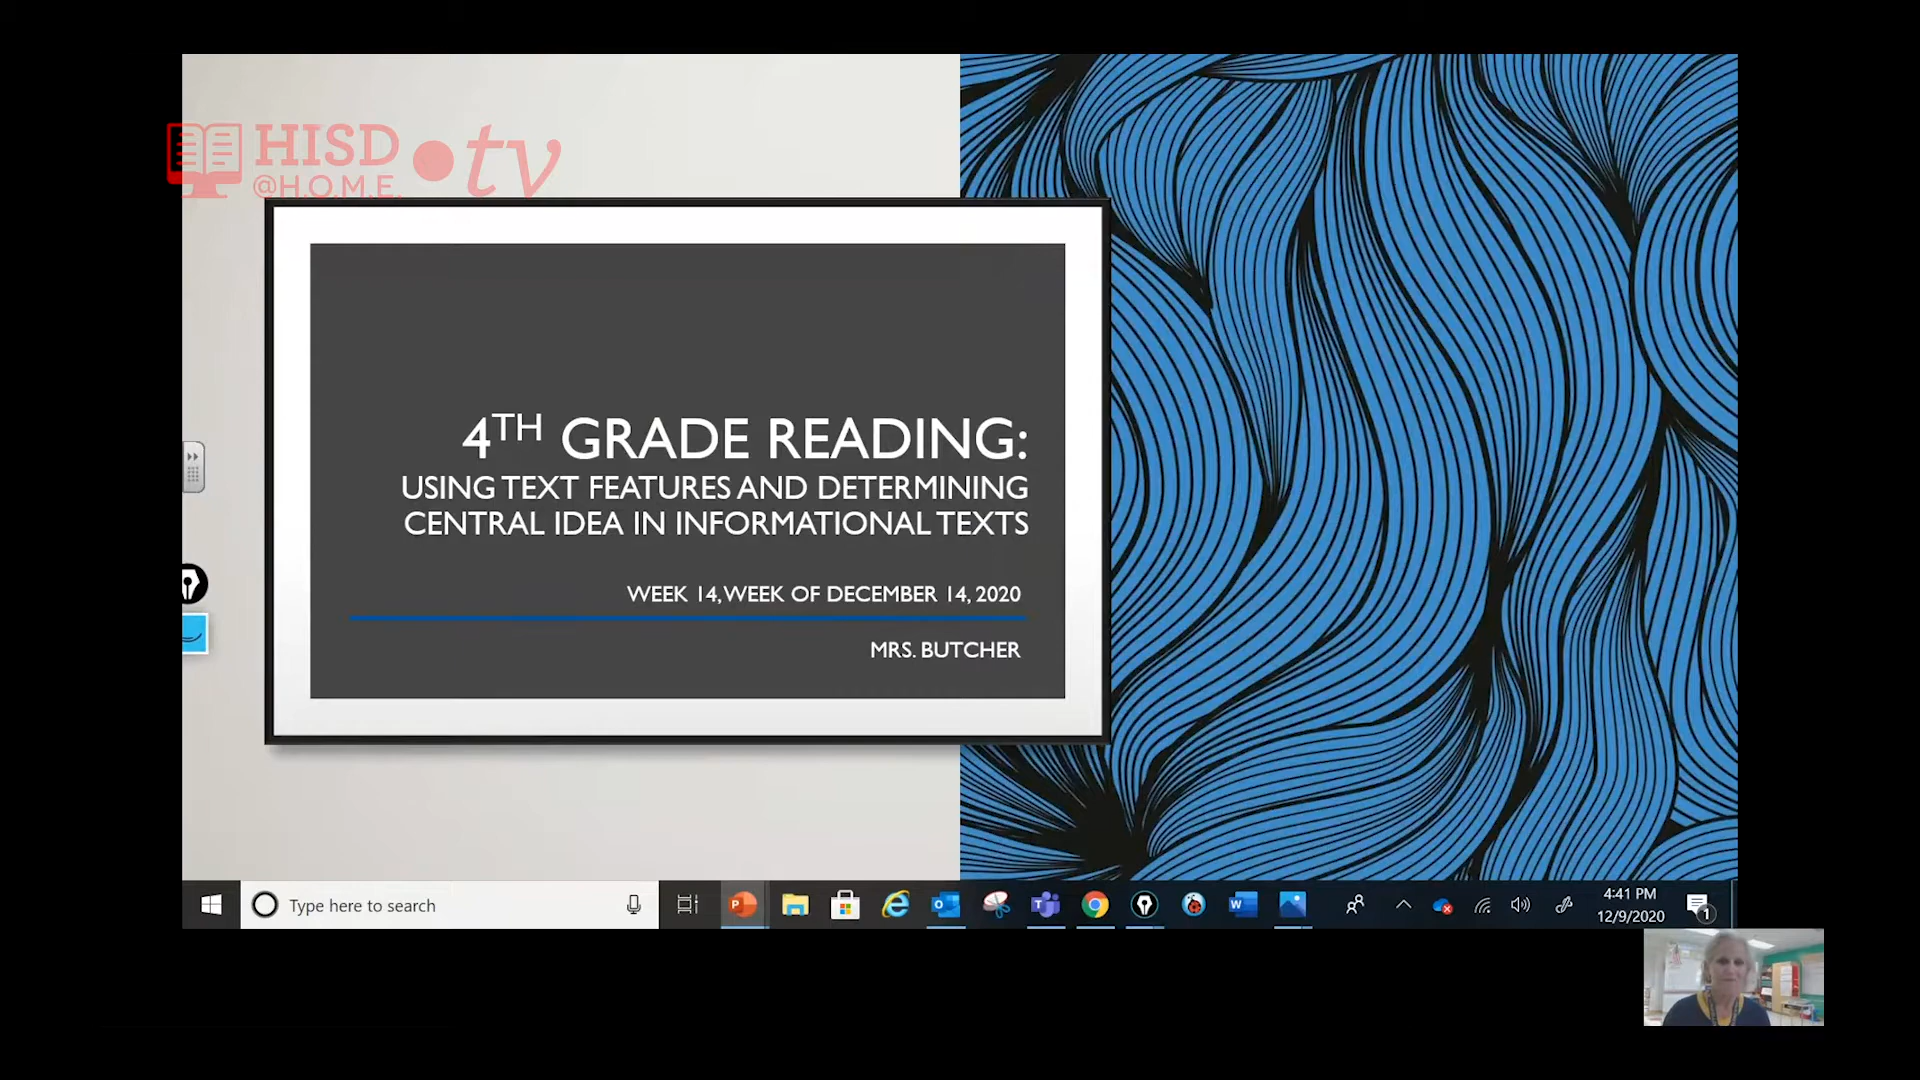 HISD
@H.O.M.E.
tv
4TH GRADE READING:
USING TEXT FEATURES AND DETERMINING
CENTRAL IDEA IN INFORMATIONAL TEXTS
WEEK 14, WEEK OF DECEMBER 14, 2020
MRS. BUTCHER
Type here to search
4:41 PM
12/9/2020
1